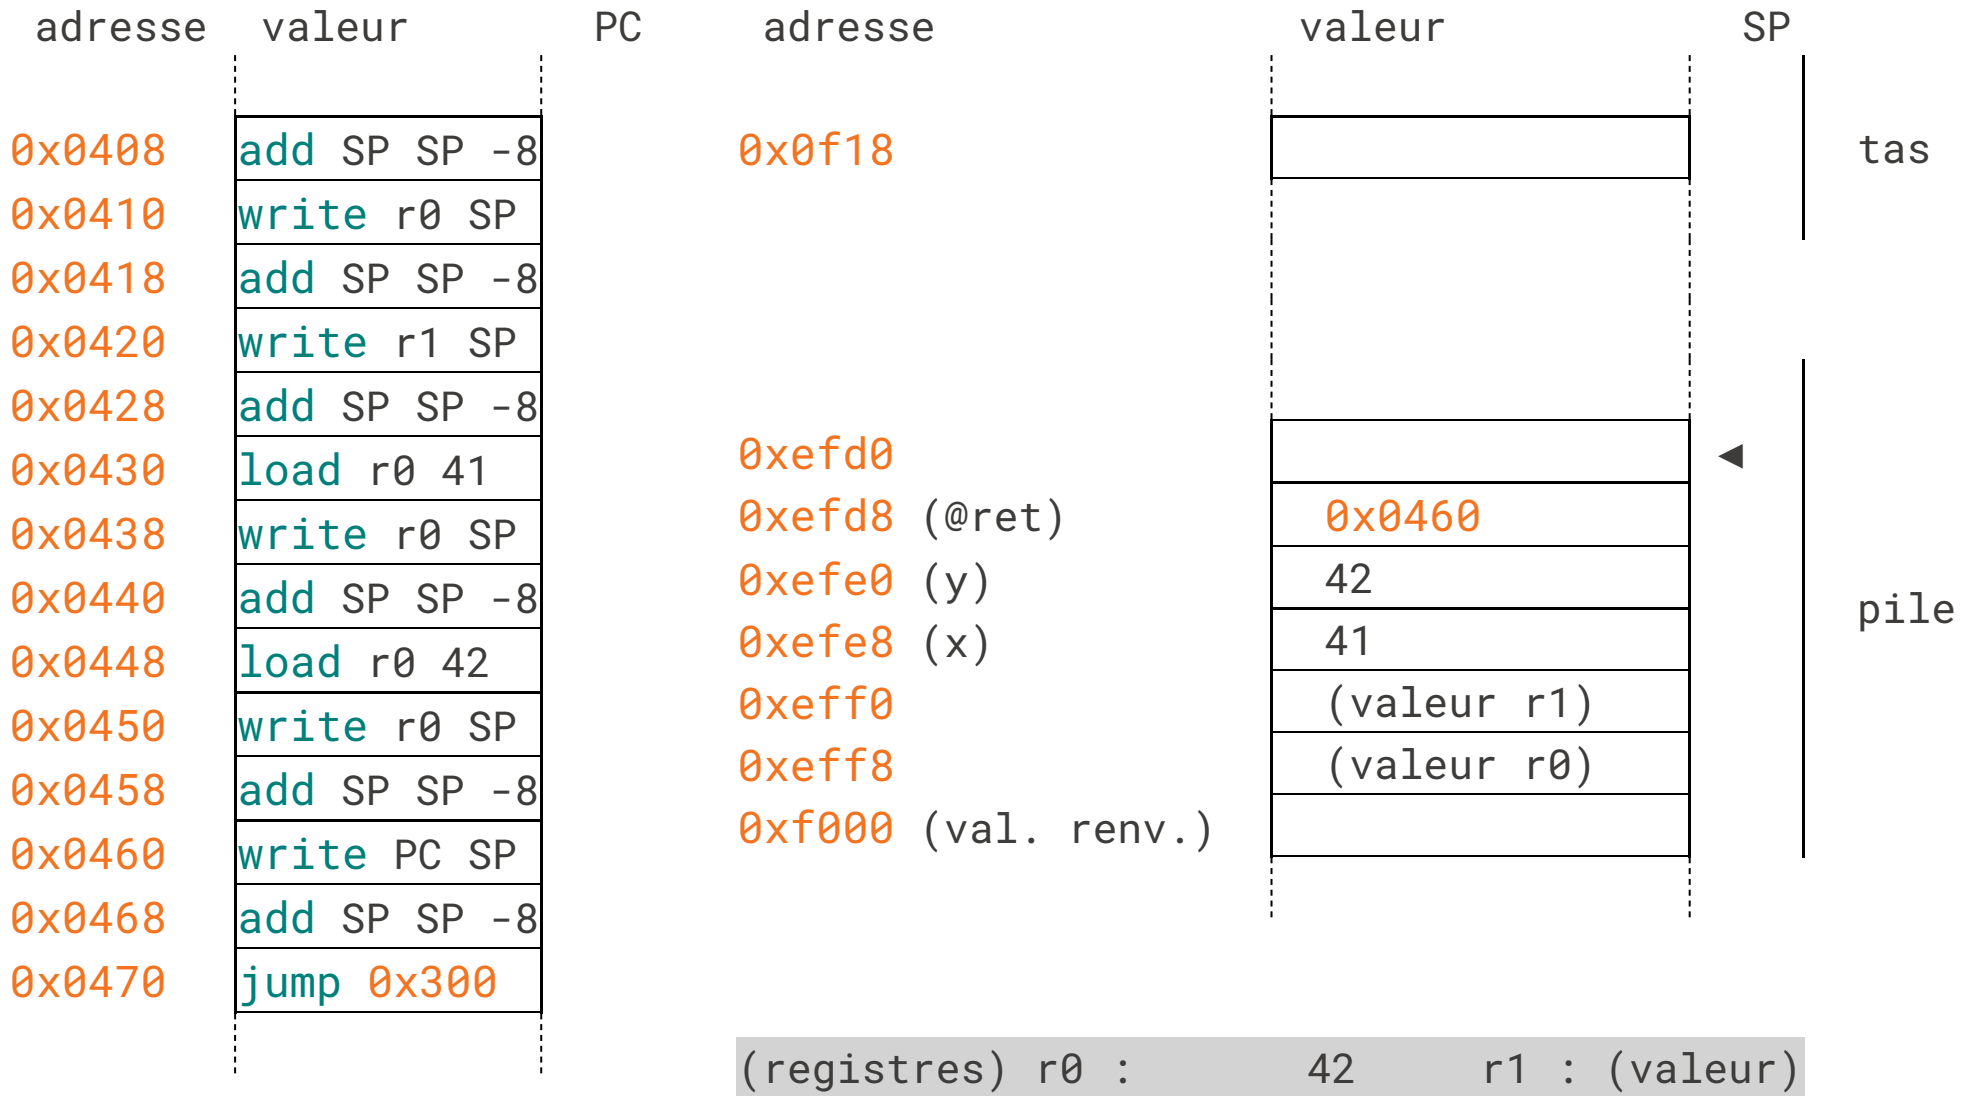 adresse valeur PC adresse valeur SP
0x0408 add SP SP -8 0x0f18 tas
0x0410 write r0 SP
0x0418 add SP SP -8
0x0420 write r1 SP
0x0428 add SP SP -8
0xefd0 ◄
0x0430 load r0 41
0xefd8 (@ret) 0x0460
0x0438 write r0 SP
0xefe0 (y) 42
0x0440 add SP SP -8 pile
0xefe8 (x) 41
0x0448 load r0 42
0xeff0 (valeur r1)
0x0450 write r0 SP
0xeff8 (valeur r0)
0x0458 add SP SP -8
0xf000 (val. renv.)
0x0460 write PC SP
0x0468 add SP SP -8
0x0470 jump 0x300
(registres) r0 : 42 r1 : (valeur)